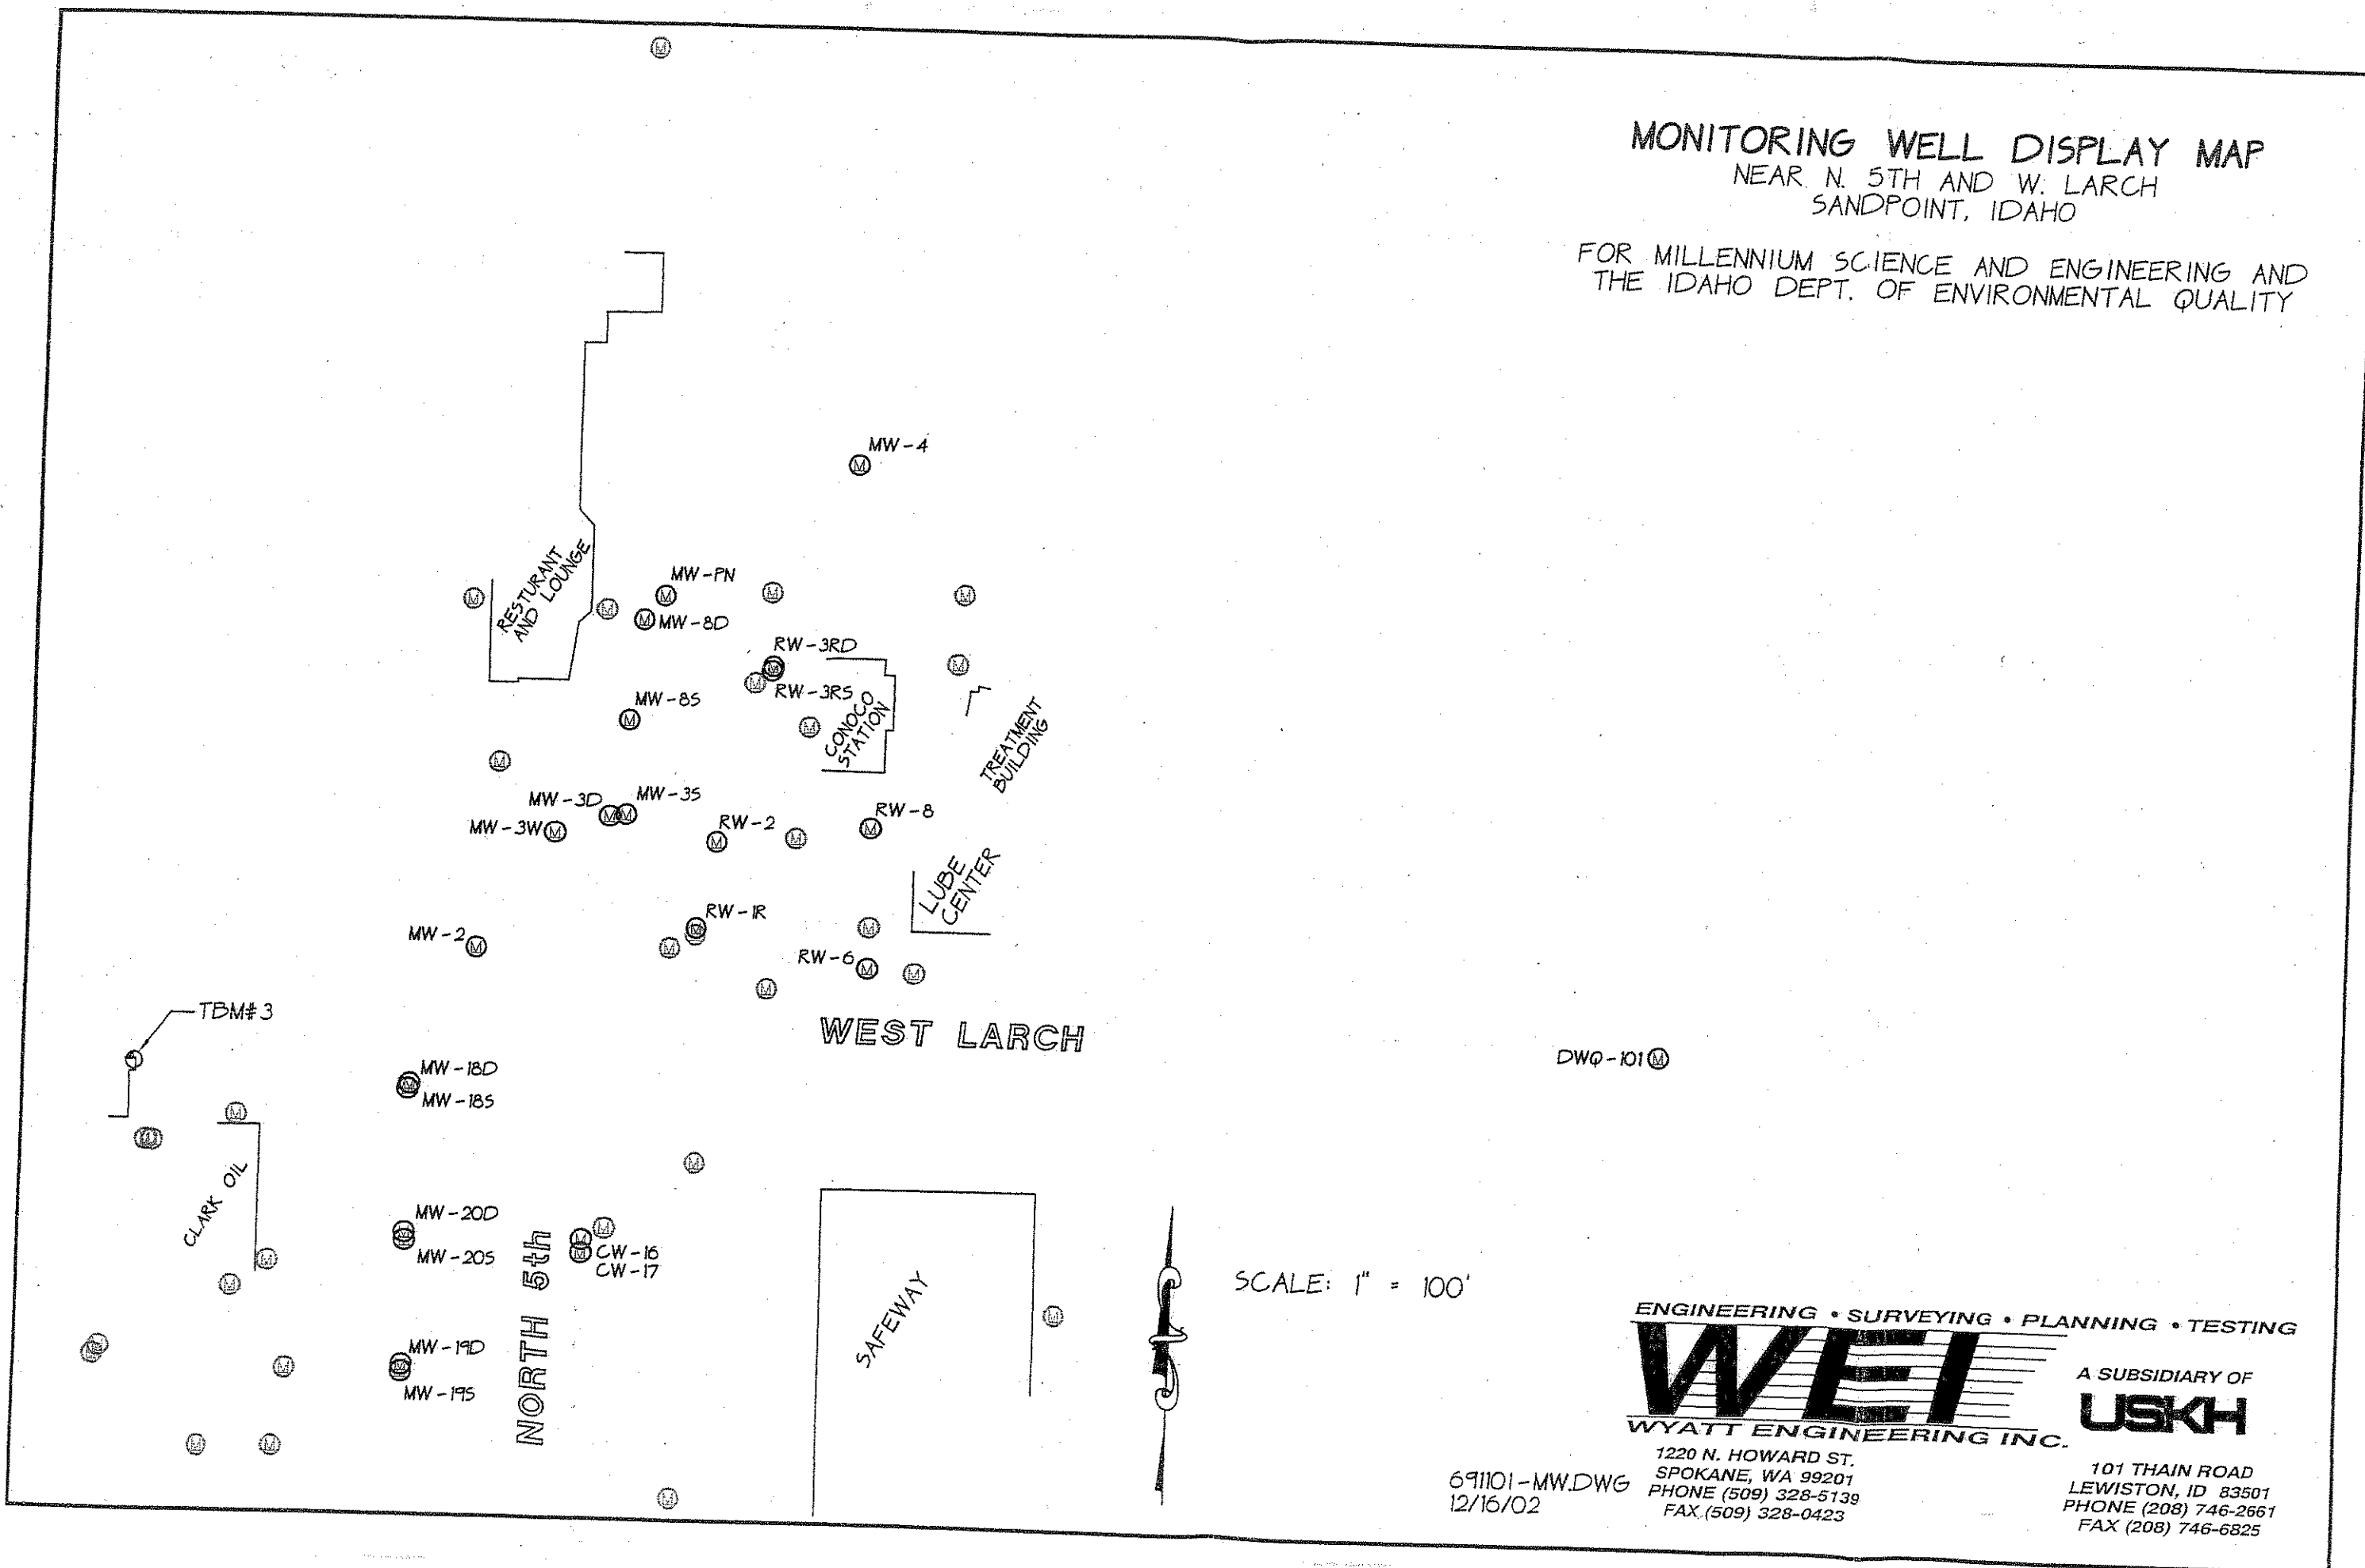 MONITORING WELL DISPLAY MAP
NEAR N. 5TH AND W. LARCH
SANDPOINT, IDAHO
FOR MILLENNIUM SCIENCE AND ENGINEERING AND
THE IDAHO DEPT. OF ENVIRONMENTAL QUALITY
MW-4
RESTURANT
AND LOUNGE
MW-PN
MW-8D
RW-3RD
RW-3RS
MW-8S
CONOCO
STATION
TREATMENT
BUILDING
MW-3D
MW-3S
MW-3W
RW-2
RW-8
LUBE
CENTER
RW-1R
MW-2
RW-6
TBM#3
WEST LARCH
DWQ-101
MW-18D
MW-18S
CLARK OIL
MW-20D
MW-20S
NORTH 5th
CW-16
CW-17
SAFEWAY
MW-19D
MW-19S
SCALE: 1" = 100'
ENGINEERING • SURVEYING • PLANNING • TESTING
WEI
WYATT ENGINEERING INC.
A SUBSIDIARY OF
USKH
1220 N. HOWARD ST.
SPOKANE, WA 99201
PHONE (509) 328-5139
FAX (509) 328-0423
101 THAIN ROAD
LEWISTON, ID 83501
PHONE (208) 746-2661
FAX (208) 746-6825
691101-MW.DWG
12/16/02